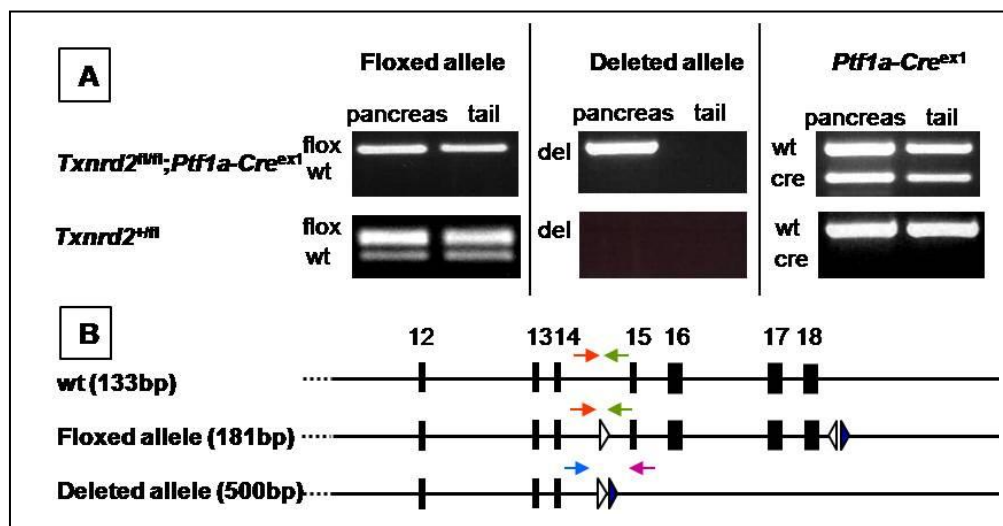 A
Floxed allele
Deleted allele
Ptf1a-Cre^ex1
pancreas tail
pancreas tail
pancreas tail
Txnrd2^fl/fl;Ptf1a-Cre^ex1
flox
wt
del
wt
cre
Txnrd2^+/fl
flox
wt
del
wt
cre
B
12 13 14 15 16 17 18
wt (133bp)
Floxed allele (181bp)
Deleted allele (500bp)